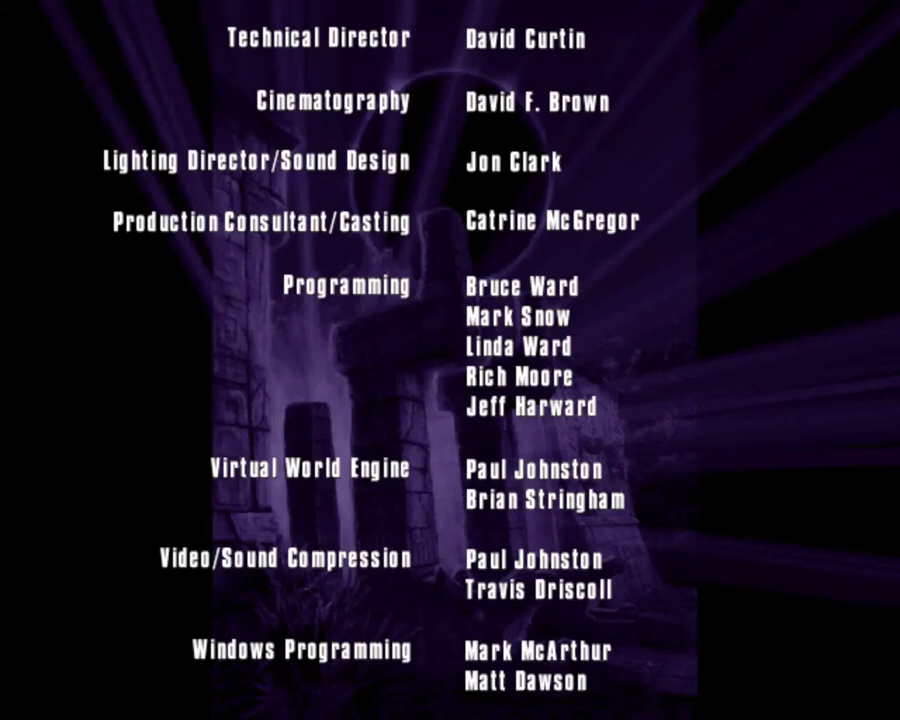 Technical Director David Curtin
Cinematography David F. Brown
Lighting Director/Sound Design Jon Clark
Production Consultant/Casting Catrine McGregor
Programming Bruce Ward
Mark Snow
Linda Ward
Rich Moore
Jeff Harward
Virtual World Engine Paul Johnston
Brian Stringham
Video/Sound Compression Paul Johnston
Travis Driscoll
Windows Programming Mark McArthur
Matt Dawson